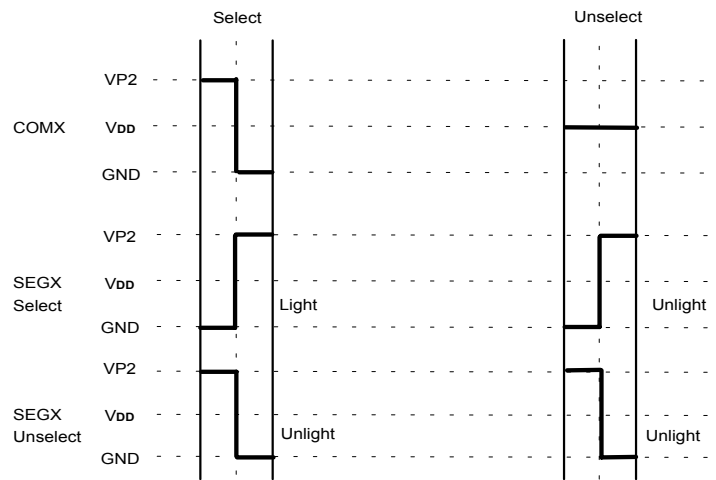 Select Unselect
VP2
COMX VDD
GND
VP2
SEGX VDD
Select Light Unlight
GND
VP2
SEGX VDD
Unselect Unlight Unlight
GND